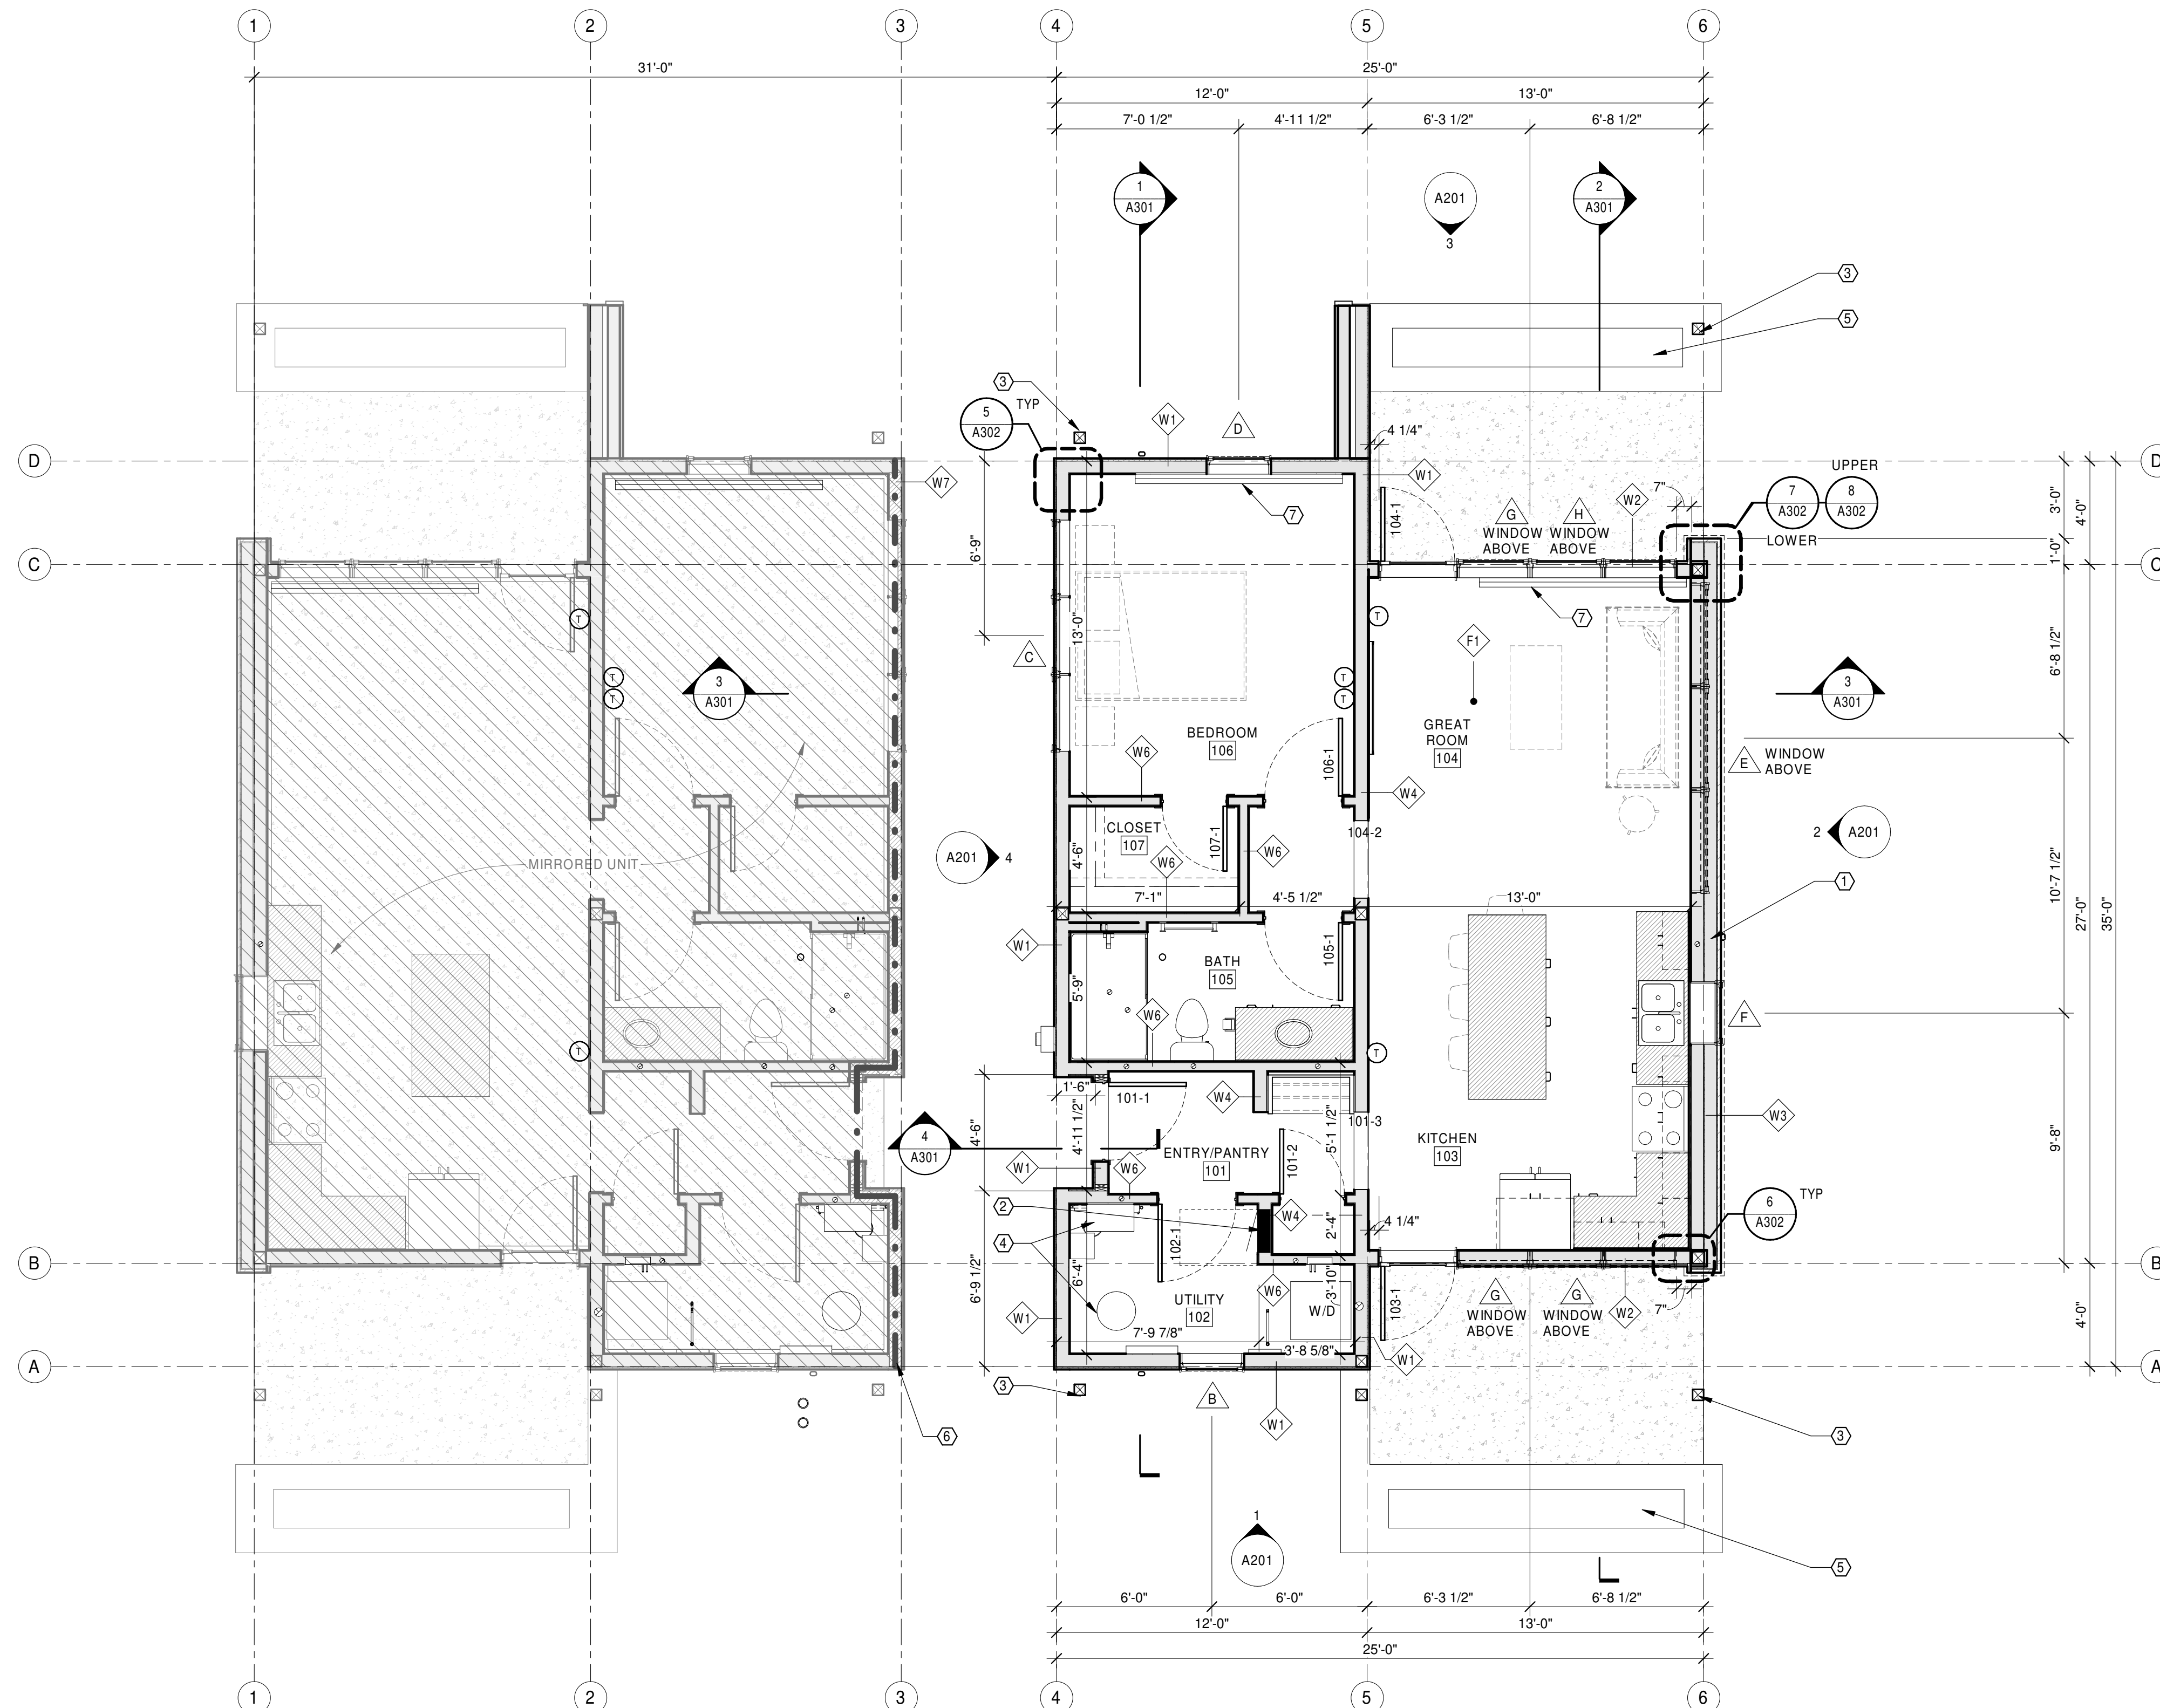 1 2 3 4 5 6
31'-0" 25'-0"
12'-0" 13'-0"
7'-0 1/2" 4'-11 1/2" 6'-3 1/2" 6'-8 1/2"
1
A301
A201
3
2
A301
3
5
3
TYP
5
A302
W1
D
4 1/4"
W1
D
D
UPPER
7
A302
8
A302
LOWER
7"
W2
G
WINDOW
ABOVE
H
WINDOW
ABOVE
104-1
3'-0"
4'-0"
1'-0"
W7
7
6'-9"
C
C
7
T
T
F1
13'-0"
C
T
T
T
T
3
A301
6'-8 1/2"
3
A301
BEDROOM
106
GREAT
ROOM
104
W6
106-1
E
WINDOW
ABOVE
W4
CLOSET
107
107-1
104-2
2
A201
MIRRORED UNIT
A201
4
4'-6"
W6
W6
7'-1"
4'-5 1/2"
13'-0"
1
10'-7 1/2"
27'-0"
35'-0"
W1
BATH
105
105-1
5'-9"
W6
F
T
T
1'-6"
101-1
W4
101-3
W3
4'-6"
4'-11 1/2"
5'-1 1/2"
4
A301
ENTRY/PANTRY
101
101-2
KITCHEN
103
9'-8"
W1
W6
2
W4
2'-4"
4 1/4"
6
A302
TYP
4
102-1
B
B
6'-9 1/2"
6'-4"
UTILITY
102
W6
3'-10"
W/D
103-1
G
WINDOW
ABOVE
G
WINDOW
ABOVE
W2
7"
4'-0"
W1
7'-9 7/8"
3'-8 5/8"
W1
A
A
3
B
W1
3
6
1
A201
5
6'-0" 6'-0" 6'-3 1/2" 6'-8 1/2"
12'-0" 13'-0"
25'-0"
1 2 3 4 5 6